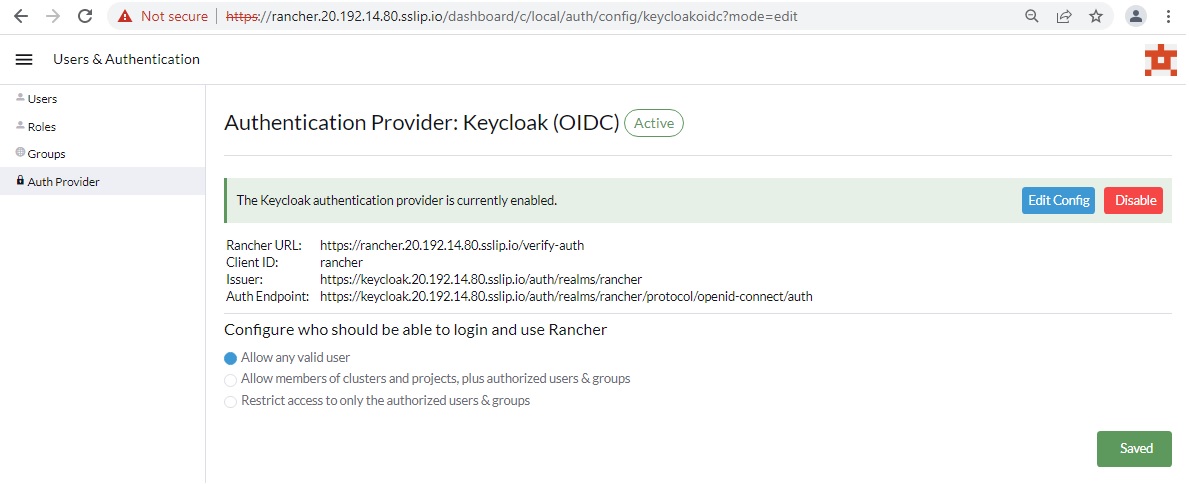 Not secure | https://rancher.20.192.14.80.sslip.io/dashboard/c/local/auth/config/keycloakoidc?mode=edit
Users & Authentication
Users
Roles
Groups
Auth Provider
Authentication Provider: Keycloak (OIDC) Active
The Keycloak authentication provider is currently enabled. Edit Config Disable
Rancher URL: https://rancher.20.192.14.80.sslip.io/verify-auth
Client ID: rancher
Issuer: https://keycloak.20.192.14.80.sslip.io/auth/realms/rancher
Auth Endpoint: https://keycloak.20.192.14.80.sslip.io/auth/realms/rancher/protocol/openid-connect/auth
Configure who should be able to login and use Rancher
Allow any valid user
Allow members of clusters and projects, plus authorized users & groups
Restrict access to only the authorized users & groups
Saved